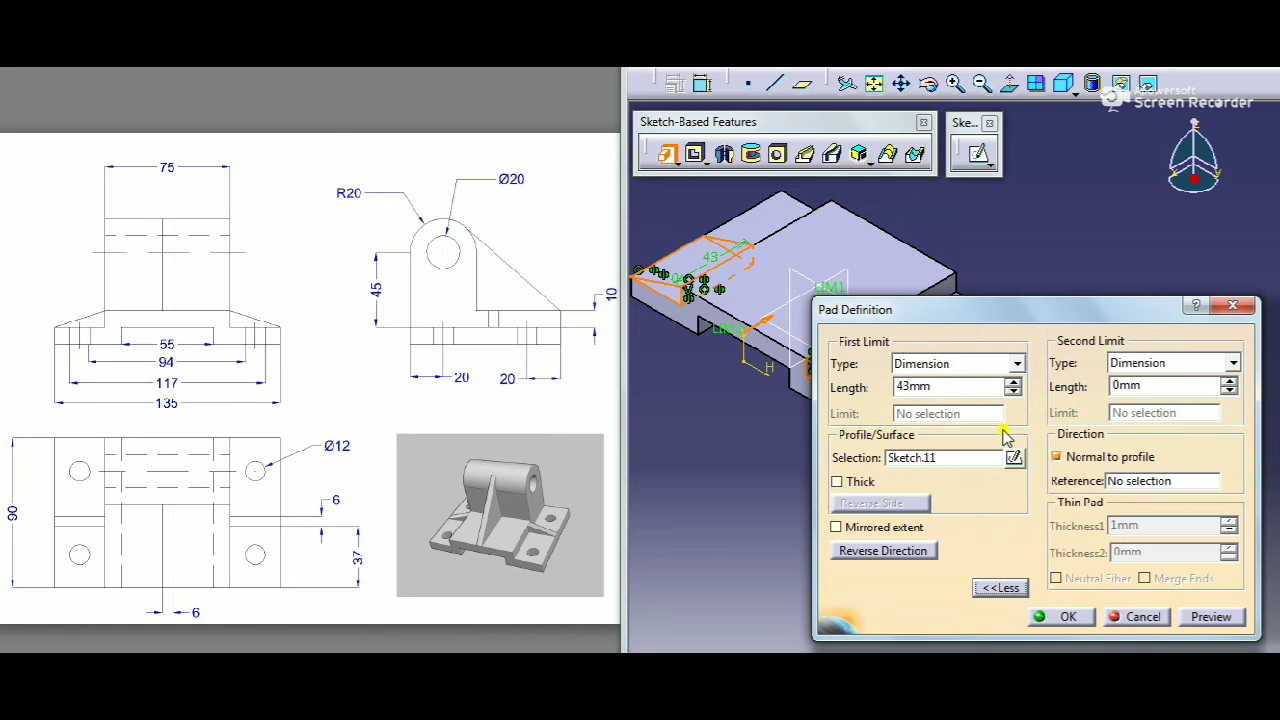 75
R20
Ø20
45
10
55
94
117
135
20
20
90
Ø12
6
37
6
Apowersoft
Screen Recorder
Sketch-Based Features
Ske...
43
LIM1
LIM2
H
Pad Definition
First Limit
Type: Dimension
Length: 43mm
Limit: No selection
Profile/Surface
Selection: Sketch.11
Thick
Reverse Side
Mirrored extent
Reverse Direction
<<Less
Second Limit
Type: Dimension
Length: 0mm
Limit: No selection
Direction
Normal to profile
Reference: No selection
Thin Pad
Thickness1 1mm
Thickness2: 0mm
Neutral Fiber
Merge Ends
OK
Cancel
Preview